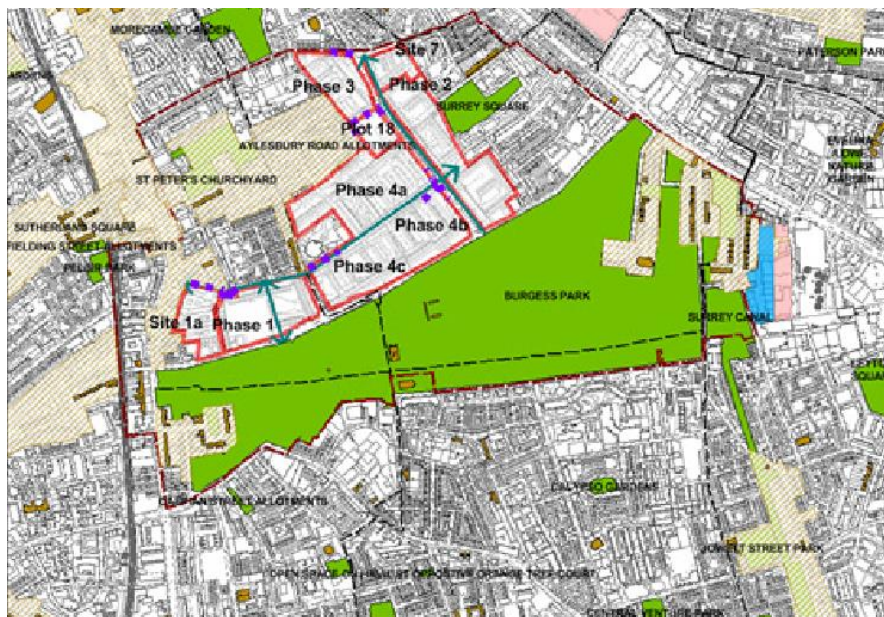 Site 7
Phase 3
Phase 2
PATERSON PARK
SURREY SQUARE
Plot 18
AYLESBURY ROAD ALLOTMENTS
ST PETER'S CHURCHYARD
Phase 4a
SUTHERLAND SQUARE
Phase 4b
FIELDING STREET ALLOTMENTS
Phase 4c
BURGESS PARK
Site 1a
Phase 1
SURREY CANAL
CALYPSO GARDENS
ALLOTMENTS
CENTRAL VENTURE PARK